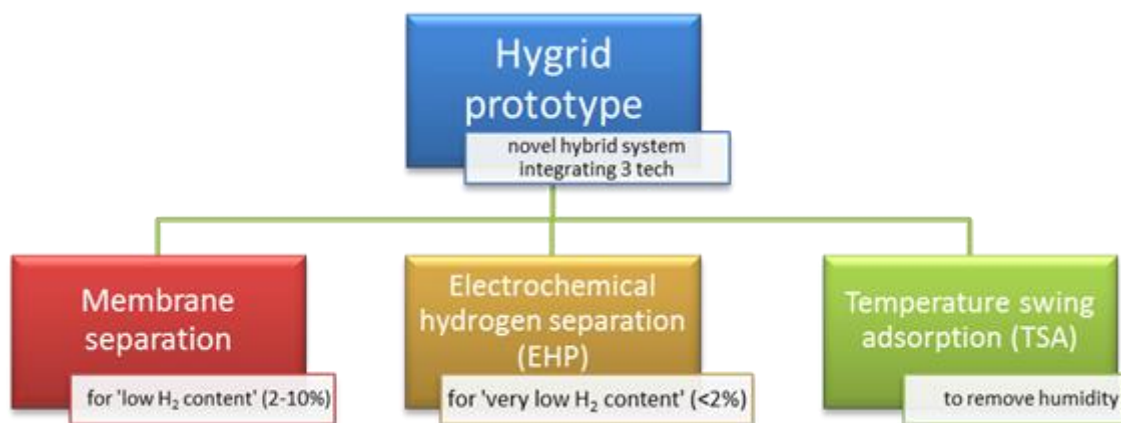 Hygrid
prototype
novel hybrid system
integrating 3 tech
Membrane
separation
for 'low H₂ content' (2-10%)
Electrochemical
hydrogen separation
(EHP)
for 'very low H₂ content' (<2%)
Temperature swing
adsorption (TSA)
to remove humidity